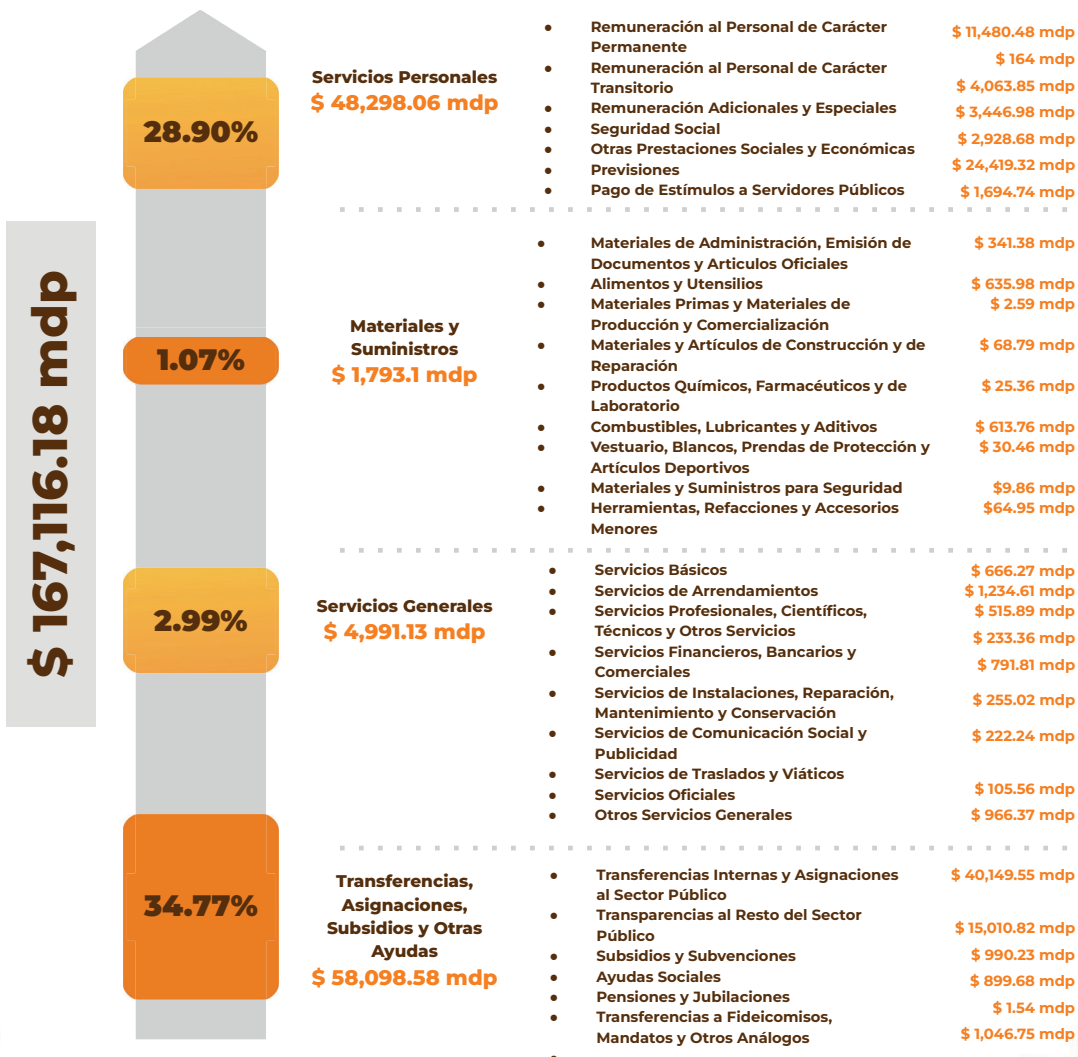 $ 167,116.18 mdp
28.90%
Servicios Personales
$ 48,298.06 mdp
• Remuneración al Personal de Carácter
Permanente
• Remuneración al Personal de Carácter
Transitorio
• Remuneración Adicionales y Especiales
• Seguridad Social
• Otras Prestaciones Sociales y Económicas
• Previsiones
• Pago de Estímulos a Servidores Públicos
$ 11,480.48 mdp
$ 164 mdp
$ 4,063.85 mdp
$ 3,446.98 mdp
$ 2,928.68 mdp
$ 24,419.32 mdp
$ 1,694.74 mdp
1.07%
Materiales y
Suministros
$ 1,793.1 mdp
• Materiales de Administración, Emisión de
Documentos y Articulos Oficiales
• Alimentos y Utensilios
• Materiales Primas y Materiales de
Producción y Comercialización
• Materiales y Artículos de Construcción y de
Reparación
• Productos Químicos, Farmacéuticos y de
Laboratorio
• Combustibles, Lubricantes y Aditivos
• Vestuario, Blancos, Prendas de Protección y
Artículos Deportivos
• Materiales y Suministros para Seguridad
• Herramientas, Refacciones y Accesorios
Menores
$ 341.38 mdp
$ 635.98 mdp
$ 2.59 mdp
$ 68.79 mdp
$ 25.36 mdp
$ 613.76 mdp
$ 30.46 mdp
$9.86 mdp
$64.95 mdp
2.99%
Servicios Generales
$ 4,991.13 mdp
• Servicios Básicos
• Servicios de Arrendamientos
• Servicios Profesionales, Científicos,
Técnicos y Otros Servicios
• Servicios Financieros, Bancarios y
Comerciales
• Servicios de Instalaciones, Reparación,
Mantenimiento y Conservación
• Servicios de Comunicación Social y
Publicidad
• Servicios de Traslados y Viáticos
• Servicios Oficiales
• Otros Servicios Generales
$ 666.27 mdp
$ 1,234.61 mdp
$ 515.89 mdp
$ 233.36 mdp
$ 791.81 mdp
$ 255.02 mdp
$ 222.24 mdp
$ 105.56 mdp
$ 966.37 mdp
34.77%
Transferencias,
Asignaciones,
Subsidios y Otras
Ayudas
$ 58,098.58 mdp
• Transferencias Internas y Asignaciones
al Sector Público
• Transparencias al Resto del Sector
Público
• Subsidios y Subvenciones
• Ayudas Sociales
• Pensiones y Jubilaciones
• Transferencias a Fideicomisos,
Mandatos y Otros Análogos
$ 40,149.55 mdp
$ 15,010.82 mdp
$ 990.23 mdp
$ 899.68 mdp
$ 1.54 mdp
$ 1,046.75 mdp